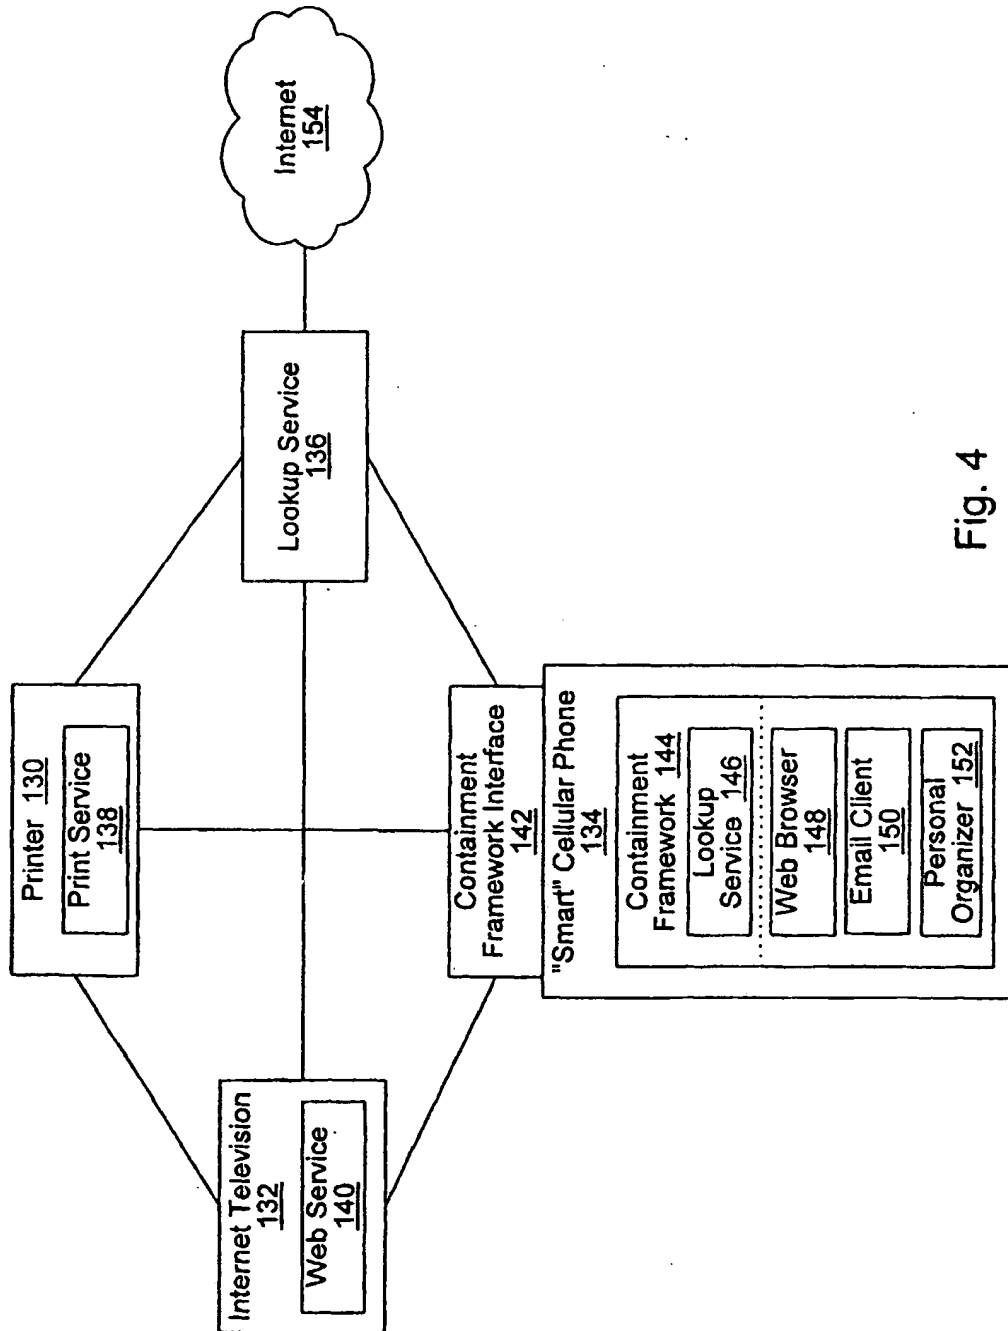 Printer 130
Print Service
138
Internet Television
132
Web Service
140
Lookup Service
136
Internet
154
Containment
Framework Interface
142
"Smart" Cellular Phone
134
Containment
Framework 144
Lookup
Service 146
Web Browser
148
Email Client
150
Personal
Organizer 152
Fig. 4